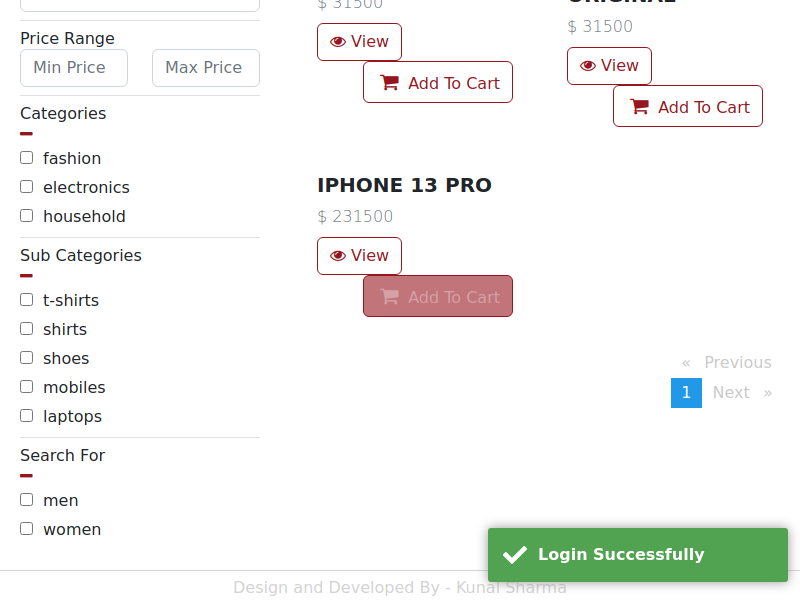 Price Range
Min Price
Max Price
Categories
fashion
electronics
household
Sub Categories
t-shirts
shirts
shoes
mobiles
laptops
Search For
men
women
$ 31500
View
Add To Cart
ORIGINAL
$ 31500
View
Add To Cart
IPHONE 13 PRO
$ 231500
View
Add To Cart
« Previous
1 Next »
Login Successfully
Design and Developed By - Kunal Sharma